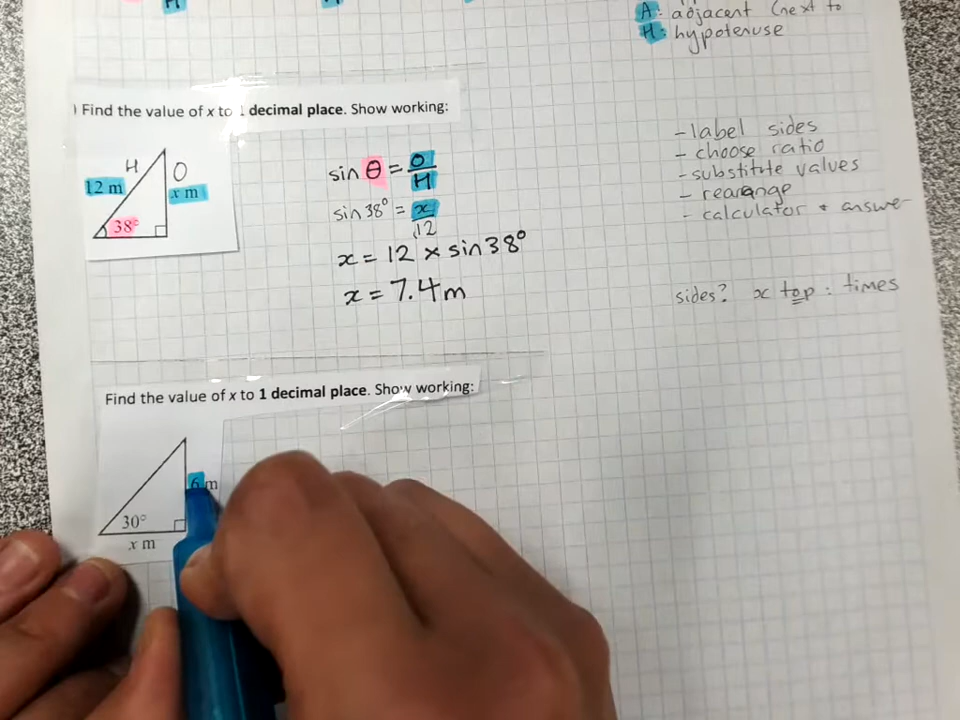 A: adjacent (next to
H: hypotenuse
) Find the value of x to 1 decimal place. Show working:
H
O
12 m
x m
38°
sin θ = O/H
sin 38° = x/12
x = 12 × sin 38°
x = 7.4 m
- label sides
- choose ratio
- substitute values
- rearange
- calculator + answer
sides? x top : times
Find the value of x to 1 decimal place. Show working:
6 m
30°
x m